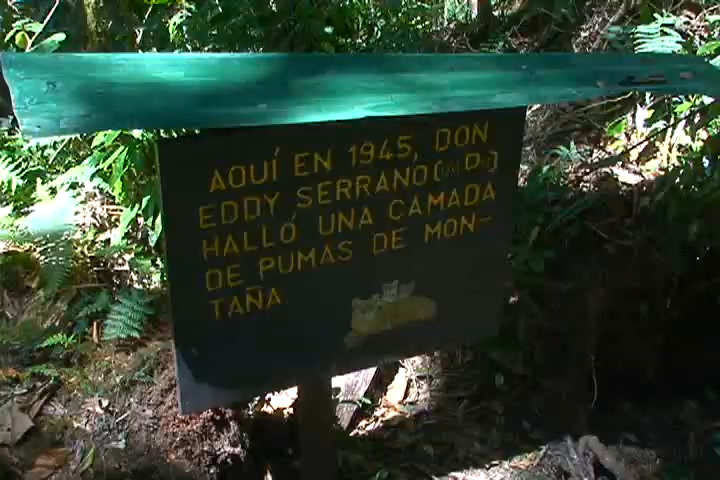 AQUÍ EN 1945, DON
EDDY SERRANO
HALLÓ UNA CAMADA
DE PUMAS DE MON-
TAÑA